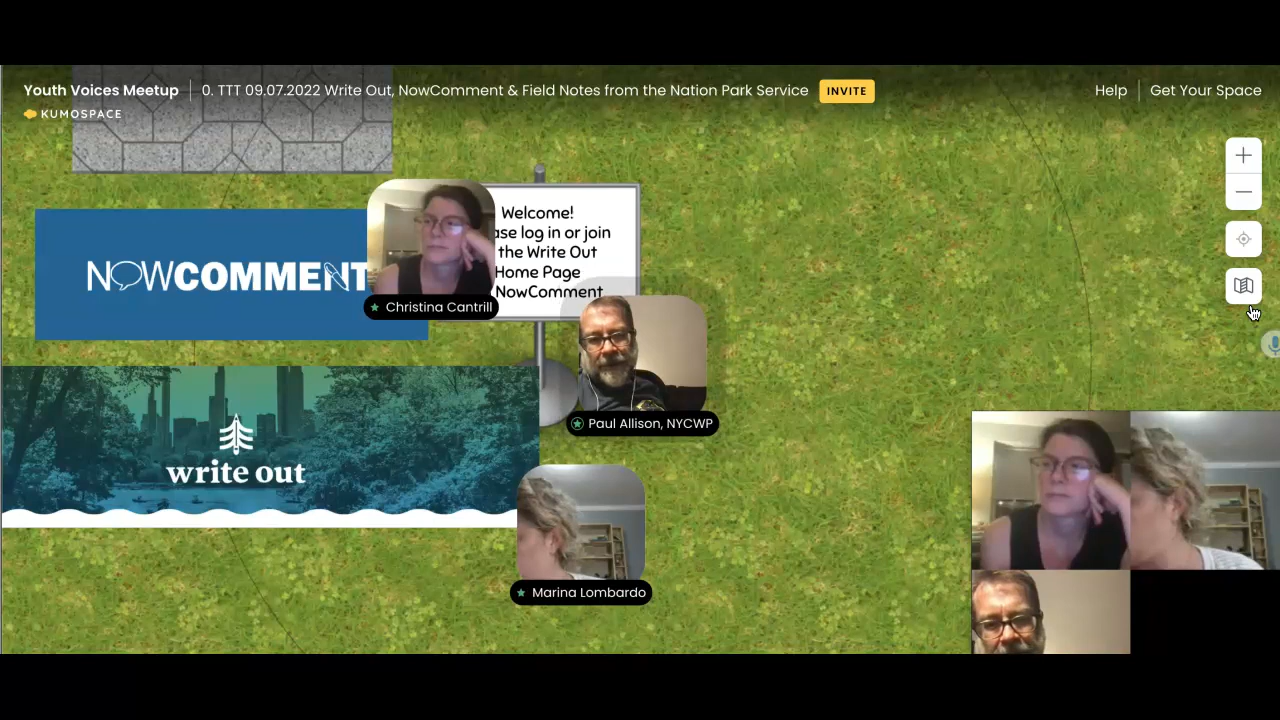 Youth Voices Meetup
0. TTT 09.07.2022 Write Out, NowComment & Field Notes from the Nation Park Service
INVITE
Help
Get Your Space
KUMOSPACE
NOWCOMMENT
Welcome!
ase log in or join
the Write Out
Home Page
NowComment
Christina Cantrill
Paul Allison, NYCWP
write out
Marina Lombardo